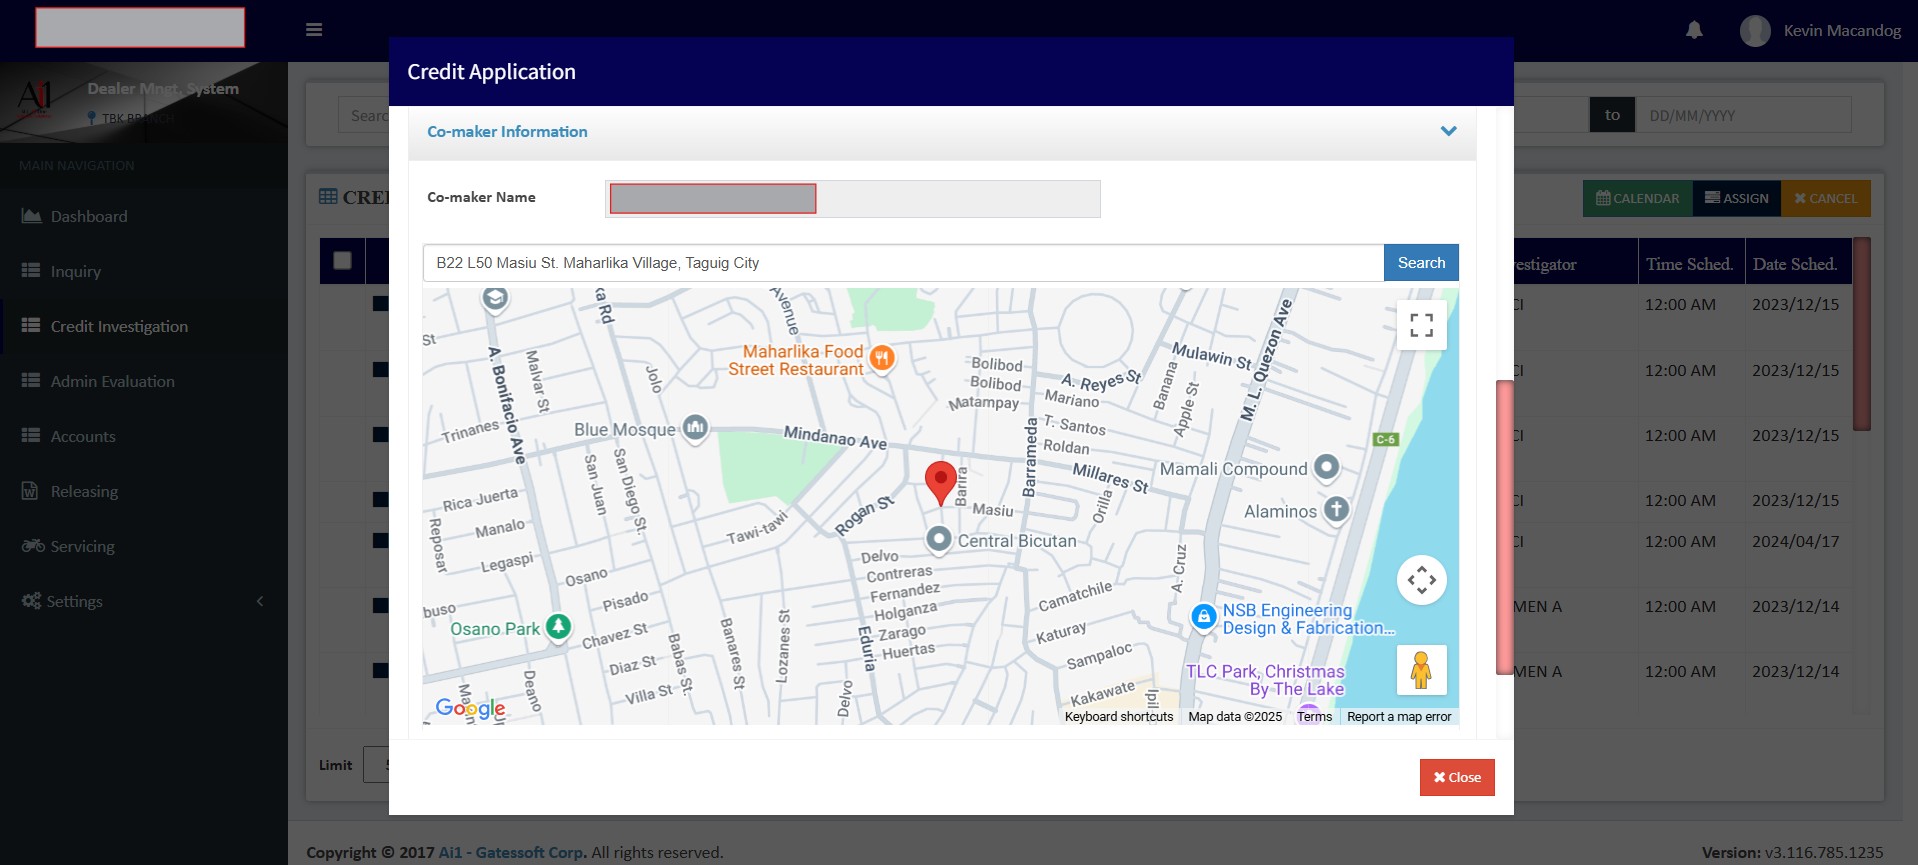 Kevin Macandog
Ai1
Dealer Mngt. System
TBK BRANCH
MAIN NAVIGATION
Dashboard
Inquiry
Credit Investigation
Admin Evaluation
Accounts
Releasing
Servicing
Settings
Credit Application
Co-maker Information
Co-maker Name
B22 L50 Masiu St. Maharlika Village, Taguig City
Search
Avenue
Maharlika Food
Street Restaurant
A. Bonifacio Ave
Malvar St
Jolo
Bolibod
Bolibod
Matampay
A. Reyes St
Mariano
T. Santos
Roldan
Mulawin St
Banana
Apple St
M. L. Quezon Ave
C-6
Trinanes
Blue Mosque
Mindanao Ave
Barrameda
Millares St
Mamali Compound
San Juan
San Diego St.
Barira
Masiu
Orilla
Alaminos
Rica Juerta
Rogan St
Tawi-tawi
Manalo
Reposar
Legaspi
Central Bicutan
Delvo
Contreras
Fernandez
Holganza
Zarago
Huertas
Eduria
Osano
Pisado
A. Cruz
Camatchile
NSB Engineering
Design & Fabrication...
Osano Park
Chavez St
Katuray
Diaz St
Babas St.
Banares St
Lozanes St
Sampaloc
TLC Park, Christmas
By The Lake
Deano
Villa St
Delvo
Kakawate
Ipil
Google
Keyboard shortcuts
Map data ©2025
Terms
Report a map error
Close
to
DD/MM/YYYY
CALENDAR
ASSIGN
CANCEL
Time Sched.
Date Sched.
CI
12:00 AM
2023/12/15
12:00 AM
2023/12/15
CI
12:00 AM
2023/12/15
CI
12:00 AM
2023/12/15
CI
12:00 AM
2024/04/17
MEN A
12:00 AM
2023/12/14
MEN A
12:00 AM
2023/12/14
Limit
Copyright © 2017 Ai1 - Gatessoft Corp. All rights reserved.
Version: v3.116.785.1235